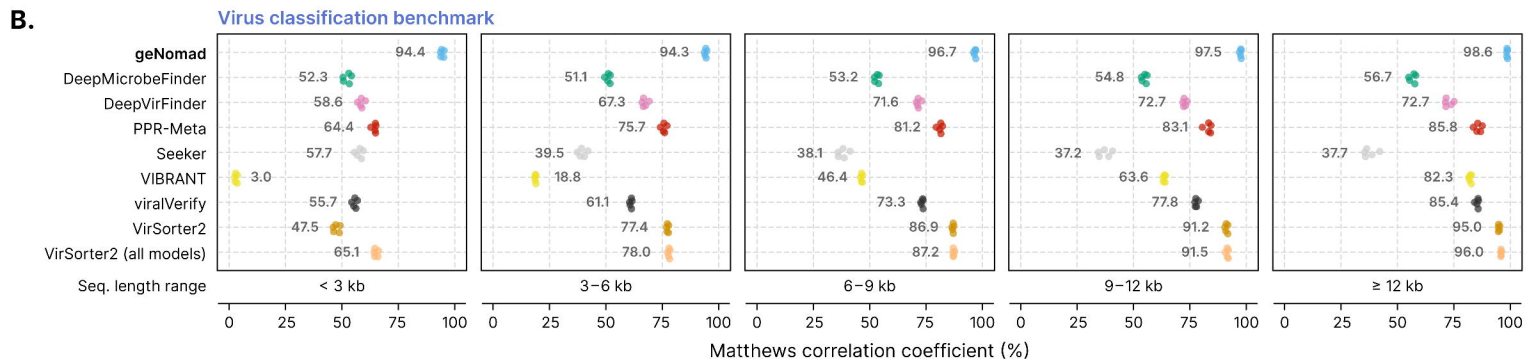 B.
Virus classification benchmark
geNomad 94.4 94.3 96.7 97.5 98.6
DeepMicrobeFinder 52.3 51.1 53.2 54.8 56.7
DeepVirFinder 58.6 67.3 71.6 72.7 72.7
PPR-Meta 64.4 75.7 81.2 83.1 85.8
Seeker 57.7 39.5 38.1 37.2 37.7
VIBRANT 3.0 18.8 46.4 63.6 82.3
viralVerify 55.7 61.1 73.3 77.8 85.4
VirSorter2 47.5 77.4 86.9 91.2 95.0
VirSorter2 (all models) 65.1 78.0 87.2 91.5 96.0
Seq. length range < 3 kb 3–6 kb 6–9 kb 9–12 kb ≥ 12 kb
0 25 50 75 100 0 25 50 75 100 0 25 50 75 100 0 25 50 75 100 0 25 50 75 100
Matthews correlation coefficient (%)